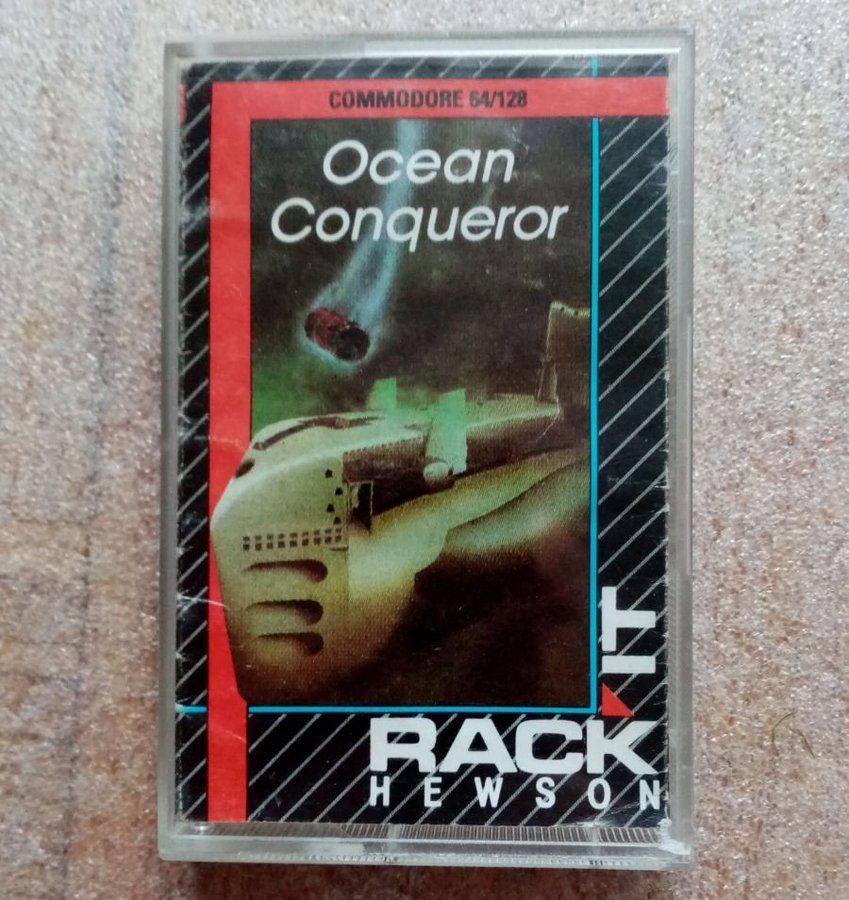 COMMODORE 64/128
Ocean
Conqueror
IT
RACK
HEWSON